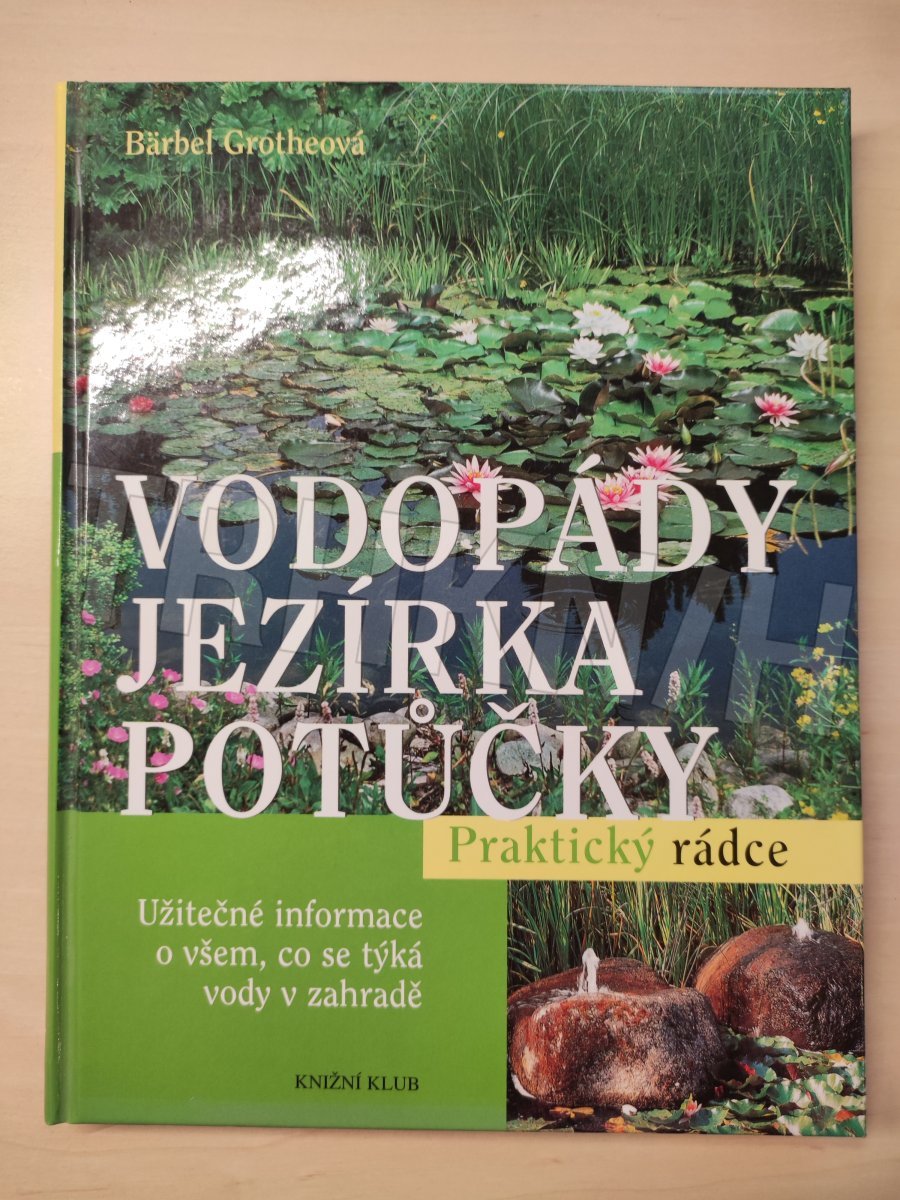 Bärbel Grotheová
VODOPÁDY
JEZÍRKA
POTŮČKY
Praktický rádce
Užitečné informace
o všem, co se týká
vody v zahradě
KNIŽNÍ KLUB